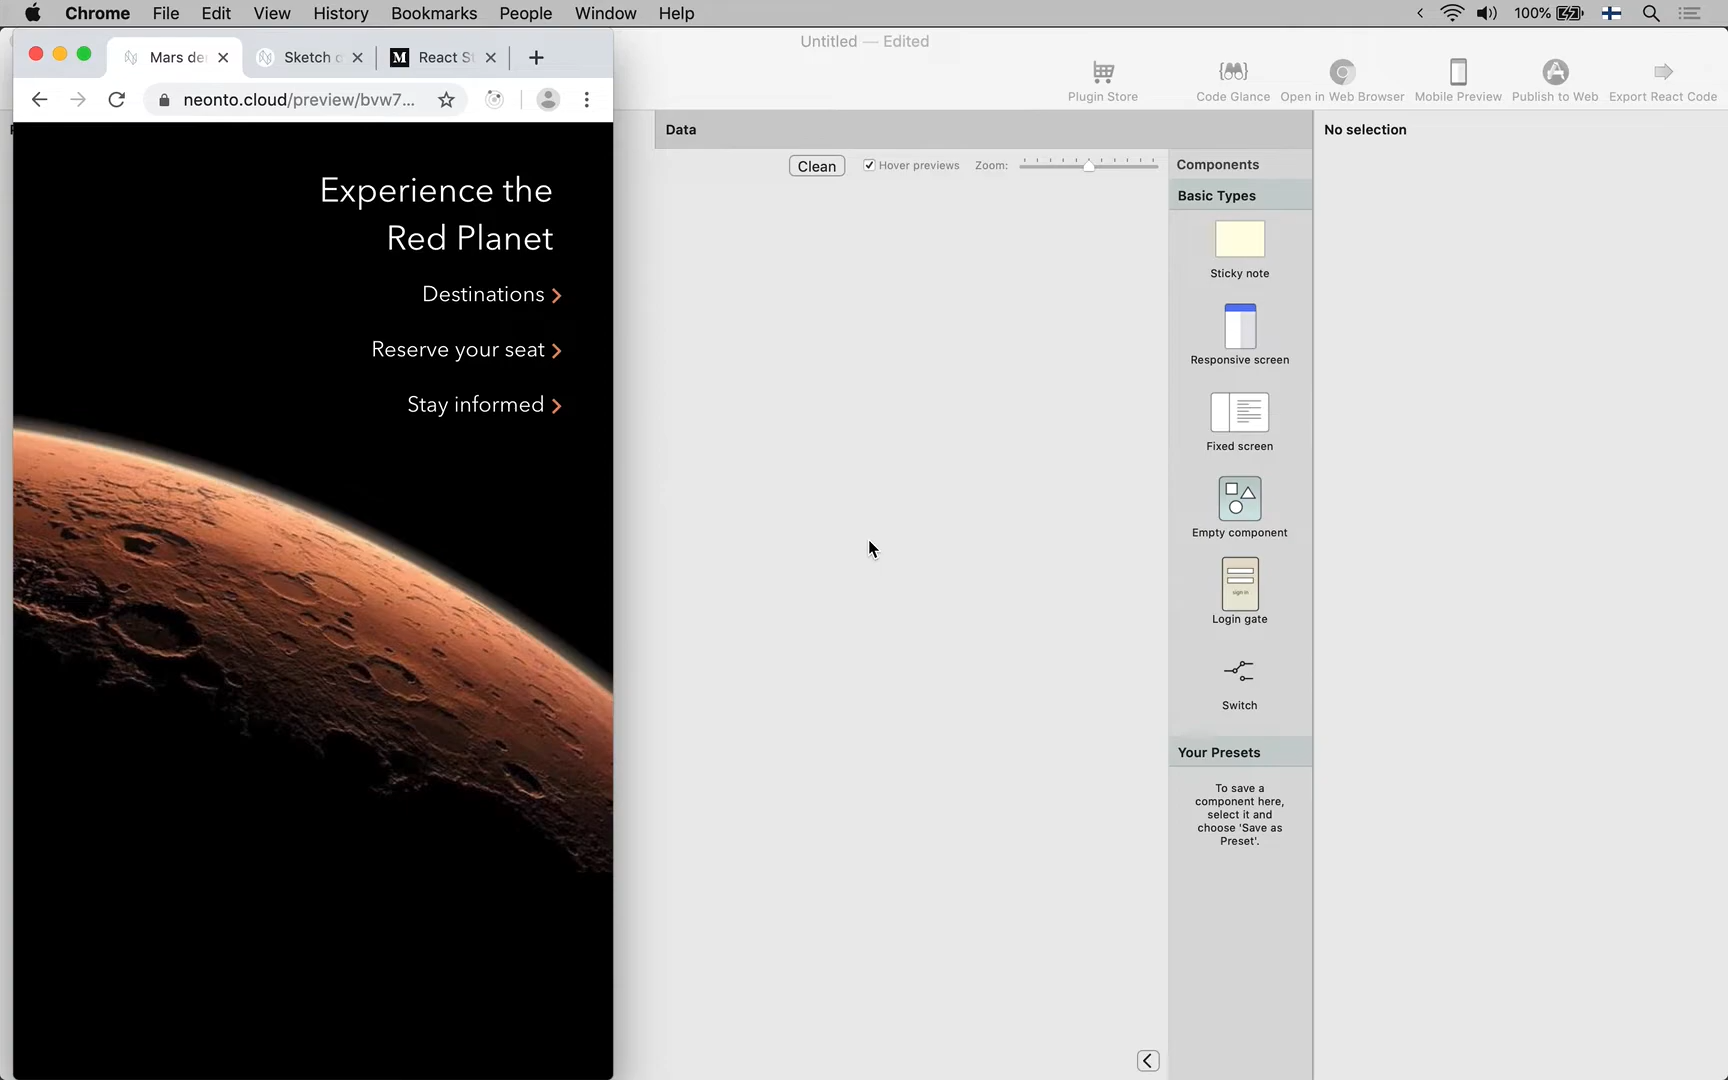 Chrome File Edit View History Bookmarks People Window Help
100%
Untitled — Edited
Mars de
Sketch
React St
neonto.cloud/preview/bvw7...
Plugin Store
Code Glance
Open in Web Browser
Mobile Preview
Publish to Web
Export React Code
Data
No selection
Clean
Hover previews
Zoom:
Components
Basic Types
Sticky note
Responsive screen
Fixed screen
Empty component
sign in
Login gate
Switch
Your Presets
To save a
component here,
select it and
choose 'Save as
Preset'.
Experience the
Red Planet
Destinations
Reserve your seat
Stay informed